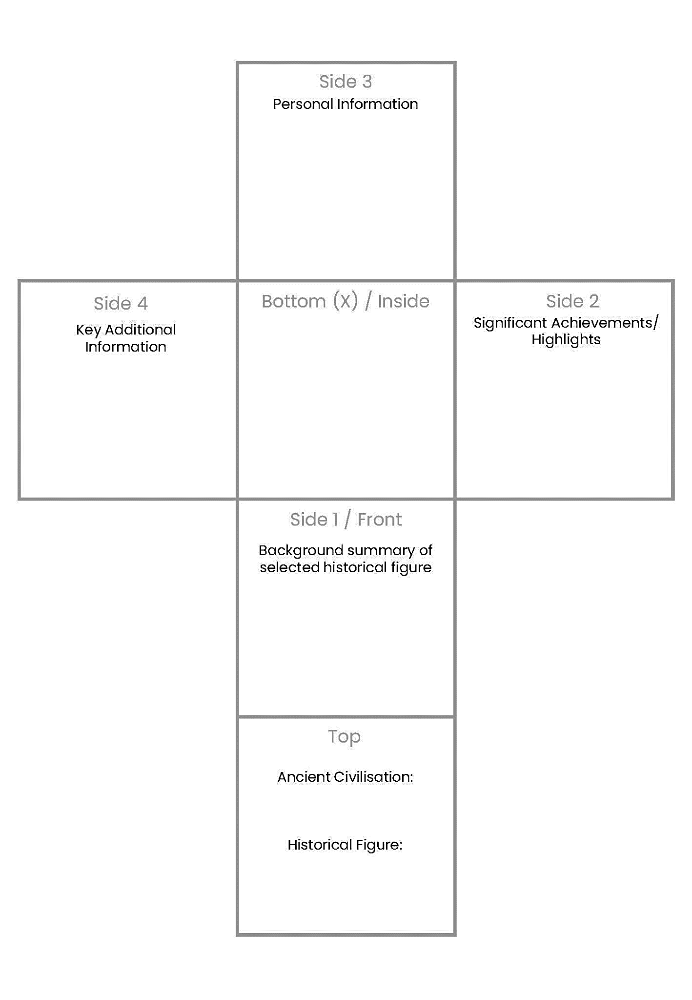 Side 3
Personal Information
Side 4
Key Additional
Information
Bottom (X) / Inside
Side 2
Significant Achievements/
Highlights
Side 1 / Front
Background summary of
selected historical figure
Top
Ancient Civilisation:
Historical Figure: